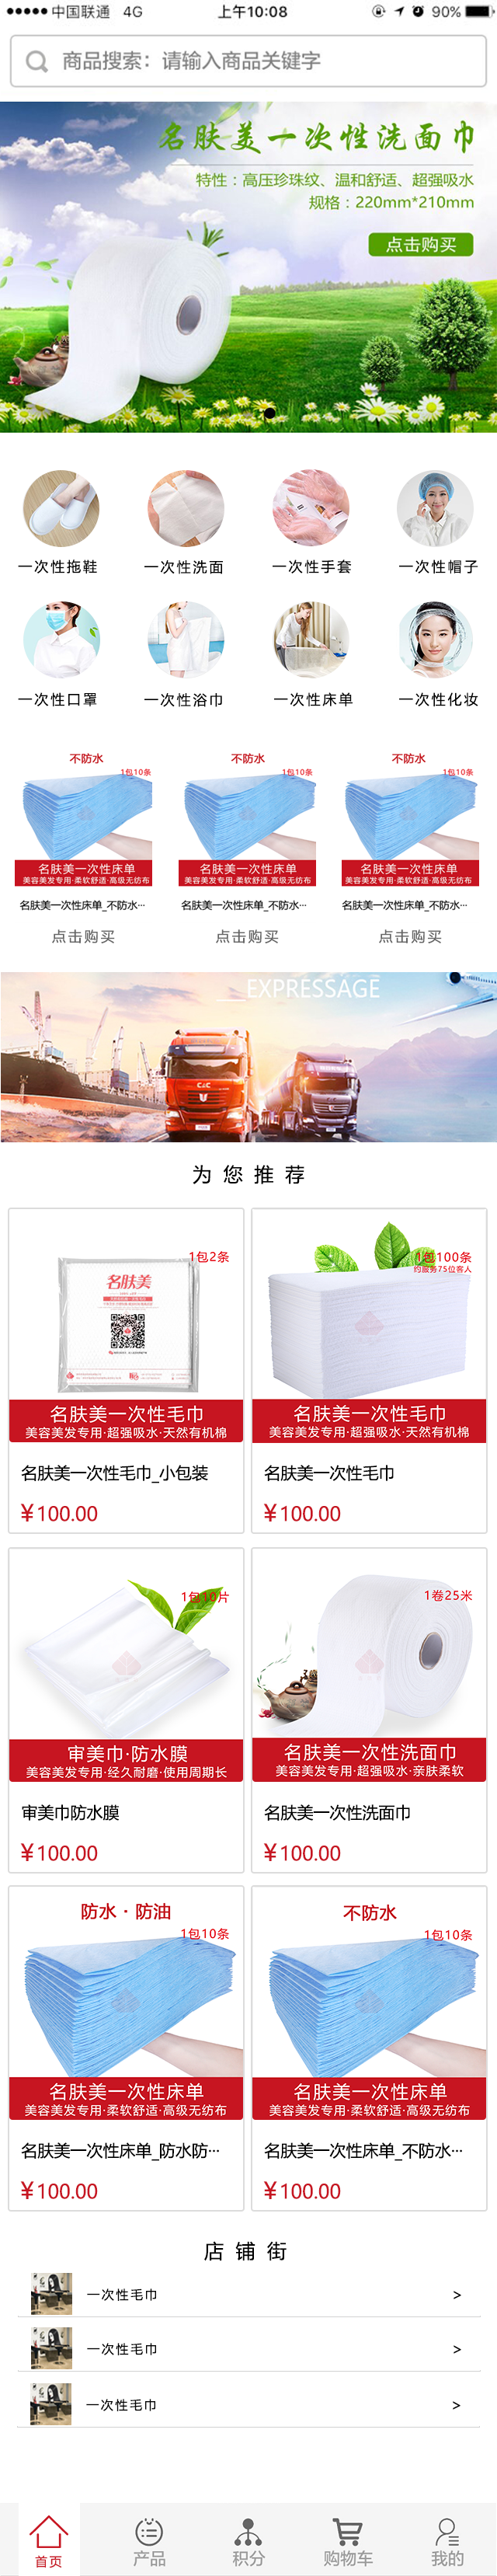 中国联通 4G 上午10:08 90%
商品搜索：请输入商品关键字
名肤美一次性洗面巾
特性：高压珍珠纹、温和舒适、超强吸水
规格：220mm*210mm
点击购买
一次性拖鞋 一次性洗面 一次性手套 一次性帽子
一次性口罩 一次性浴巾 一次性床单 一次性化妆
不防水 不防水 不防水
1包10条 1包10条 1包10条
名肤美一次性床单 名肤美一次性床单 名肤美一次性床单
美容美发专用·柔软舒适·高级无纺布 美容美发专用·柔软舒适·高级无纺布 美容美发专用·柔软舒适·高级无纺布
名肤美一次性床单_不防水··· 名肤美一次性床单_不防水··· 名肤美一次性床单_不防水···
点击购买 点击购买 点击购买
EXPRESSAGE
为您推荐
1包2条
名肤美
名肤美一次性毛巾
美容美发专用·超强吸水·天然有机棉
名肤美一次性毛巾_小包装
¥100.00
1包100条
约服务75位客人
名肤美一次性毛巾
美容美发专用·超强吸水·天然有机棉
名肤美一次性毛巾
¥100.00
1包10片
审美巾·防水膜
美容美发专用·经久耐磨·使用周期长
审美巾防水膜
¥100.00
1卷25米
名肤美一次性洗面巾
美容美发专用·超强吸水·亲肤柔软
名肤美一次性洗面巾
¥100.00
防水·防油
1包10条
名肤美一次性床单
美容美发专用·柔软舒适·高级无纺布
名肤美一次性床单_防水防···
¥100.00
不防水
1包10条
名肤美一次性床单
美容美发专用·柔软舒适·高级无纺布
名肤美一次性床单_不防水···
¥100.00
店铺街
一次性毛巾 >
一次性毛巾 >
一次性毛巾 >
首页 产品 积分 购物车 我的